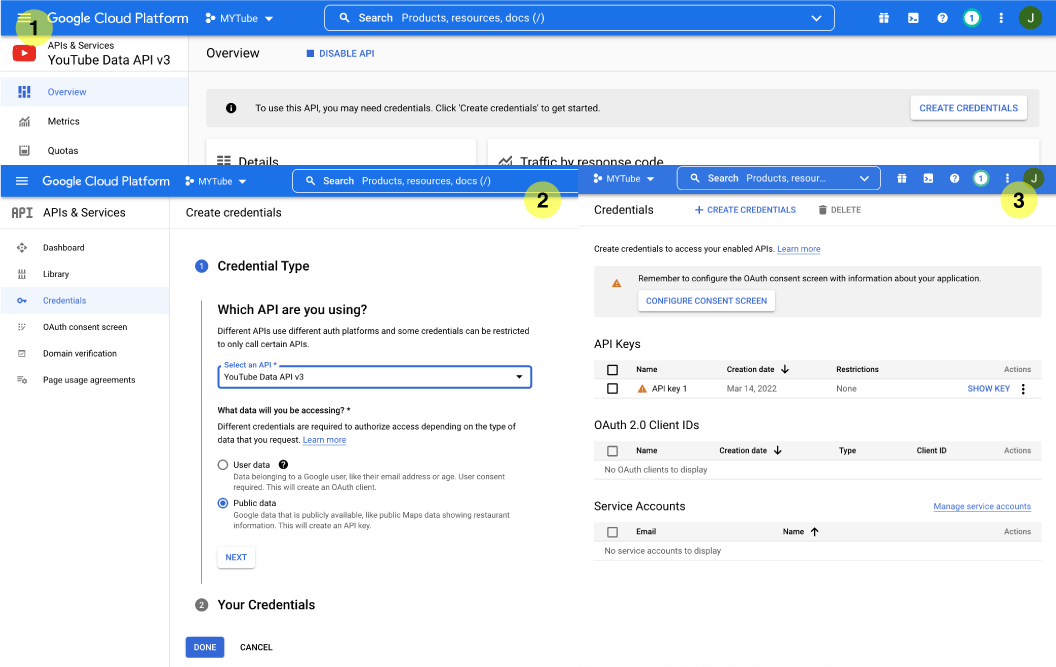 1
Google Cloud Platform
MYTube
Search Products, resources, docs (/)
1
J
APIs & Services
YouTube Data API v3
Overview
DISABLE API
Overview
Metrics
Quotas
To use this API, you may need credentials. Click 'Create credentials' to get started.
CREATE CREDENTIALS
Details
Traffic by response code
Google Cloud Platform
MYTube
Search Products, resources, docs (/)
2
API APIs & Services
Create credentials
Dashboard
Library
Credentials
OAuth consent screen
Domain verification
Page usage agreements
1 Credential Type
Which API are you using?
Different APIs use different auth platforms and some credentials can be restricted
to only call certain APIs.
Select an API *
YouTube Data API v3
What data will you be accessing? *
Different credentials are required to authorize access depending on the type of
data that you request. Learn more
User data
Data belonging to a Google user, like their email address or age. User consent
required. This will create an OAuth client.
Public data
Google data that is publicly available, like public Maps data showing restaurant
information. This will create an API key.
NEXT
2 Your Credentials
DONE
CANCEL
MYTube
Search Products, resour...
1
J
3
Credentials
+ CREATE CREDENTIALS
DELETE
Create credentials to access your enabled APIs. Learn more
Remember to configure the OAuth consent screen with information about your application.
CONFIGURE CONSENT SCREEN
API Keys
Name Creation date Restrictions Actions
API key 1 Mar 14, 2022 None SHOW KEY
OAuth 2.0 Client IDs
Name Creation date Type Client ID Actions
No OAuth clients to display
Service Accounts Manage service accounts
Email Name Actions
No service accounts to display